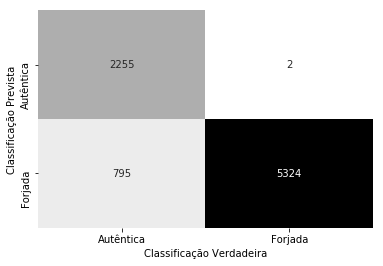 Classificação Prevista
Autêntica
2255
2
Forjada
795
5324
Autêntica
Forjada
Classificação Verdadeira